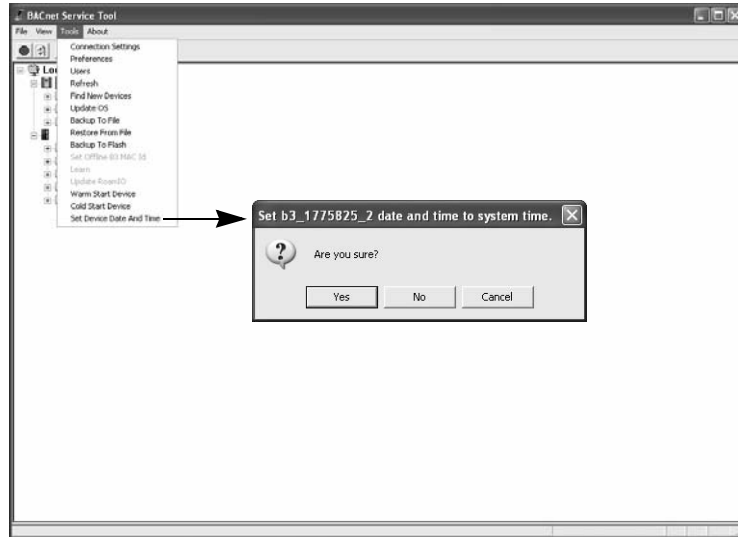 BACnet Service Tool
File View Tools About
Connection Settings
Preferences
Users
Refresh
Find New Devices
Update OS
Backup To File
Restore From File
Backup To Flash
Set Offline B3 MAC Id
Learn
Update RoamIO
Warm Start Device
Cold Start Device
Set Device Date And Time
Set b3_1775825_2 date and time to system time.
Are you sure?
Yes
No
Cancel